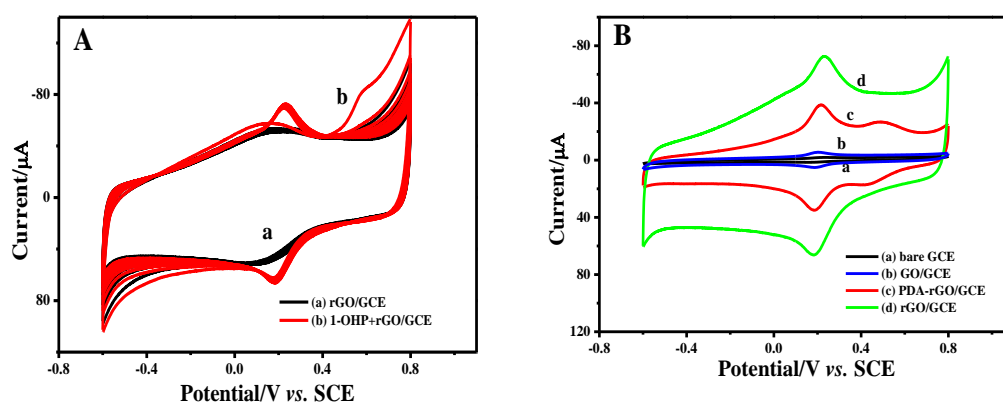 A
-80
0
80
Current/μA
b
a
(a) rGO/GCE
(b) 1-OHP+rGO/GCE
-0.8
-0.4
0.0
0.4
0.8
Potential/V vs. SCE
B
-80
-40
0
40
80
120
Current/μA
d
c
b
a
(a) bare GCE
(b) GO/GCE
(c) PDA-rGO/GCE
(d) rGO/GCE
-0.8
-0.4
0.0
0.4
0.8
Potential/V vs. SCE